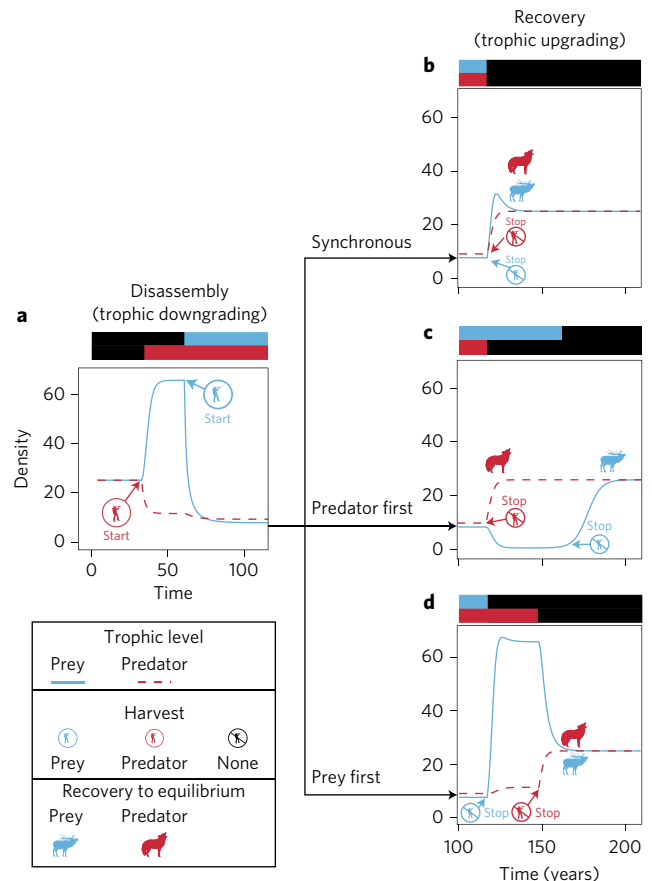 Recovery
(trophic upgrading)
b
60
40
20
0
Stop
Stop
Synchronous
Disassembly
(trophic downgrading)
a
60
40
20
0
Density
Start
Start
0 50 100
Time
c
60
40
20
0
Stop
Stop
100 200
Predator first
d
60
40
20
0
Stop
Stop
100 150 200
Time (years)
Prey first
Trophic level
Prey Predator
Harvest
Prey Predator None
Recovery to equilibrium
Prey Predator